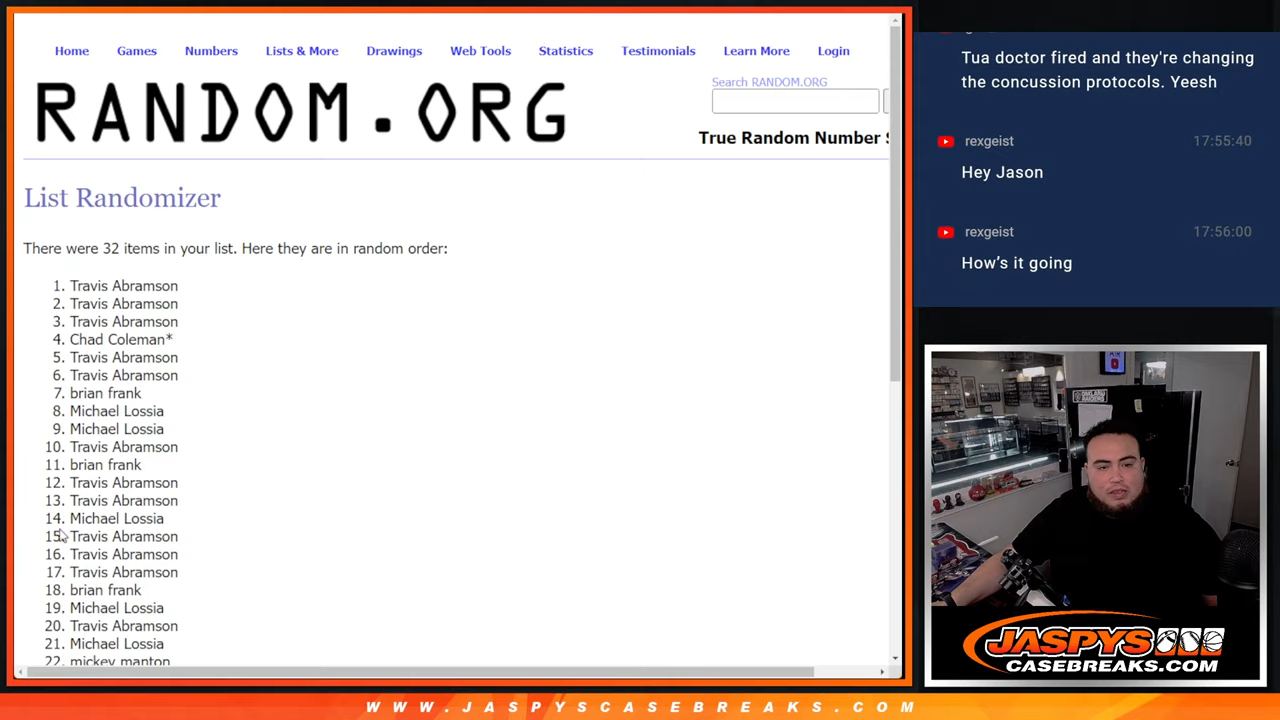 Home Games Numbers Lists & More Drawings Web Tools Statistics Testimonials Learn More Login
Search RANDOM.ORG
RANDOM.ORG
True Random Number
List Randomizer
There were 32 items in your list. Here they are in random order:
1. Travis Abramson
2. Travis Abramson
3. Travis Abramson
4. Chad Coleman*
5. Travis Abramson
6. Travis Abramson
7. brian frank
8. Michael Lossia
9. Michael Lossia
10. Travis Abramson
11. brian frank
12. Travis Abramson
13. Travis Abramson
14. Michael Lossia
15. Travis Abramson
16. Travis Abramson
17. Travis Abramson
18. brian frank
19. Michael Lossia
20. Travis Abramson
21. Michael Lossia
22. mickey manton
Tua doctor fired and they're changing
the concussion protocols. Yeesh
rexgeist 17:55:40
Hey Jason
rexgeist 17:56:00
How's it going
JASPYS
CASEBREAKS.COM
WWW.JASPYSCASEBREAKS.COM